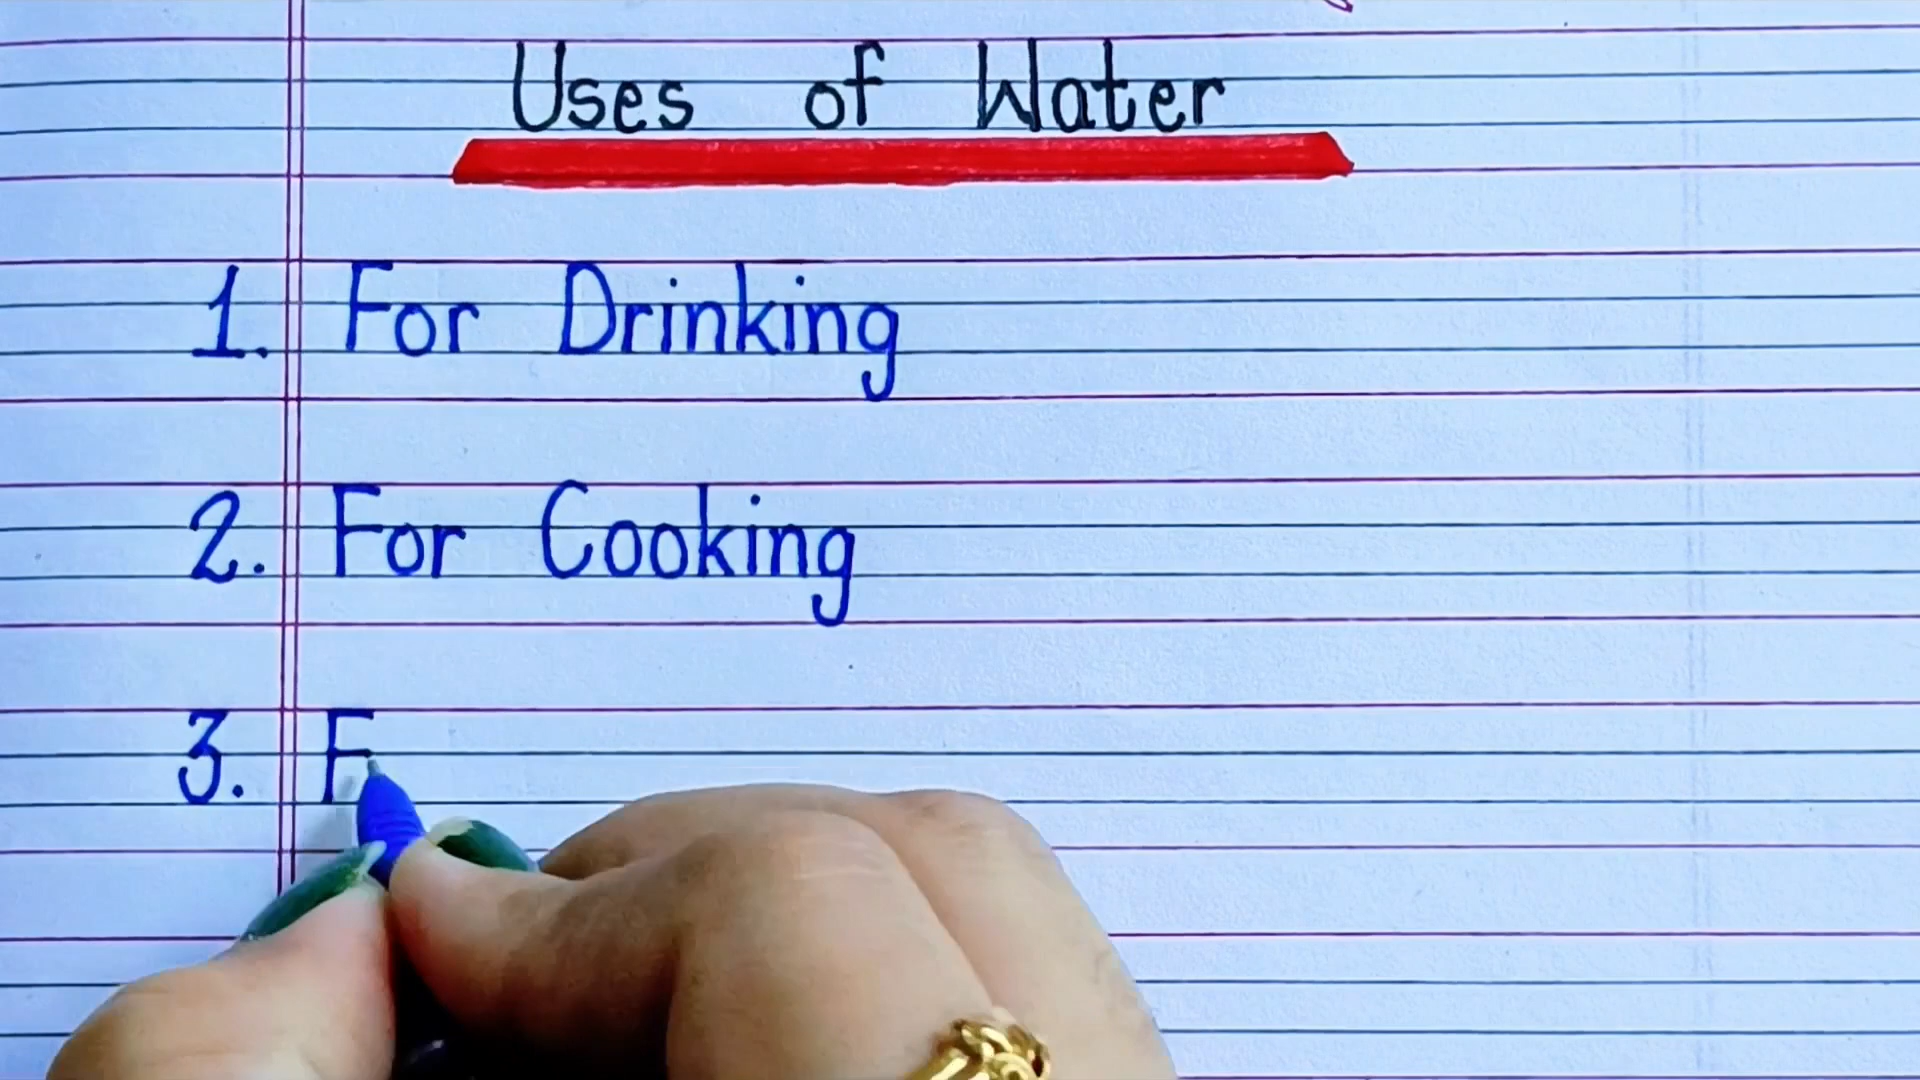 Uses of Water
1. For Drinking
2. For Cooking
3. F